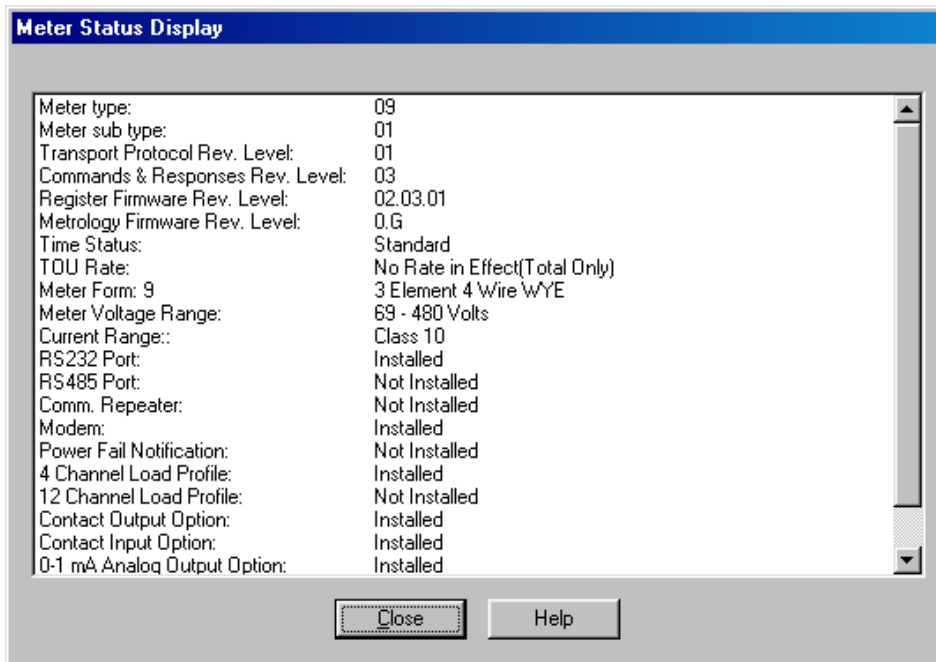 Meter Status Display
Meter type: 09
Meter sub type: 01
Transport Protocol Rev. Level: 01
Commands & Responses Rev. Level: 03
Register Firmware Rev. Level: 02.03.01
Metrology Firmware Rev. Level: 0.G
Time Status: Standard
TOU Rate: No Rate in Effect(Total Only)
Meter Form: 9 3 Element 4 Wire WYE
Meter Voltage Range: 69 - 480 Volts
Current Range:: Class 10
RS232 Port: Installed
RS485 Port: Not Installed
Comm. Repeater: Not Installed
Modem: Installed
Power Fail Notification: Not Installed
4 Channel Load Profile: Installed
12 Channel Load Profile: Not Installed
Contact Output Option: Installed
Contact Input Option: Installed
0-1 mA Analog Output Option: Installed
Close Help